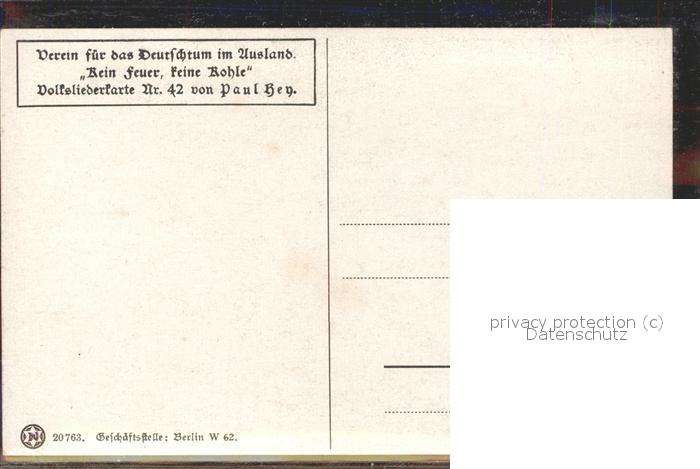 Verein für das Deutſchtum im Ausland.
„Kein Feuer, keine Kohle“
Volksliederkarte Nr. 42 von Paul Hey.
privacy protection (c)
Datenschutz
20763. Geſchäftsſtelle: Berlin W 62.